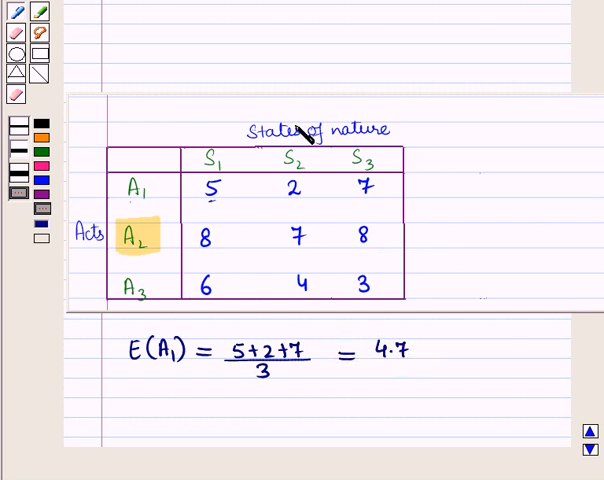 States of nature
S₁ S₂ S₃
A₁ 5 2 7
Acts A₂ 8 7 8
A₃ 6 4 3
E(A₁) = 5+2+7 / 3 = 4.7